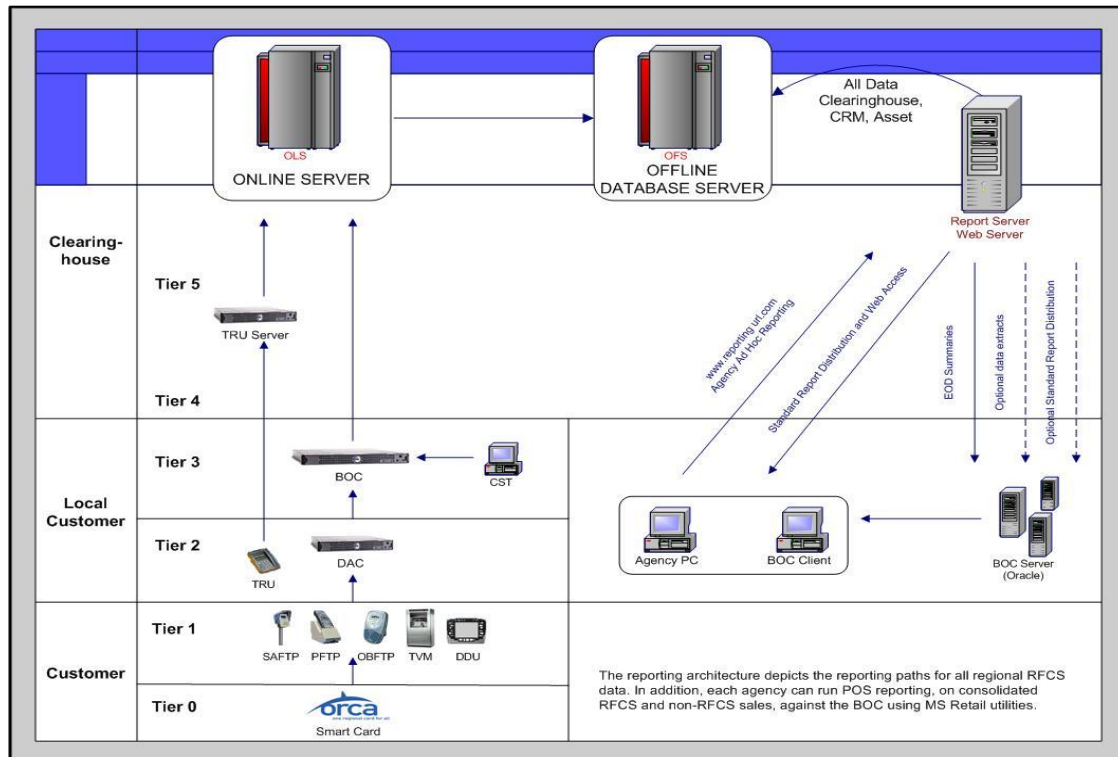 OLS
ONLINE SERVER
OFS
OFFLINE
DATABASE SERVER
All Data
Clearinghouse,
CRM, Asset
Report Server
Web Server
Clearing-
house
Tier 5
TRU Server
Tier 4
www.reporting url.com
Agency Ad Hoc Reporting
Standard Report Distribution and Web Access
EOD Summaries
Optional data extracts
Optional Standard Report Distribution
Local
Customer
Tier 3
BOC
CST
Tier 2
TRU
DAC
Agency PC
BOC Client
BOC Server
(Oracle)
Customer
Tier 1
SAFTP
PFTP
OBFTP
TVM
DDU
Tier 0
orca
one regional card for all
Smart Card
The reporting architecture depicts the reporting paths for all regional RFCS
data. In addition, each agency can run POS reporting, on consolidated
RFCS and non-RFCS sales, against the BOC using MS Retail utilities.